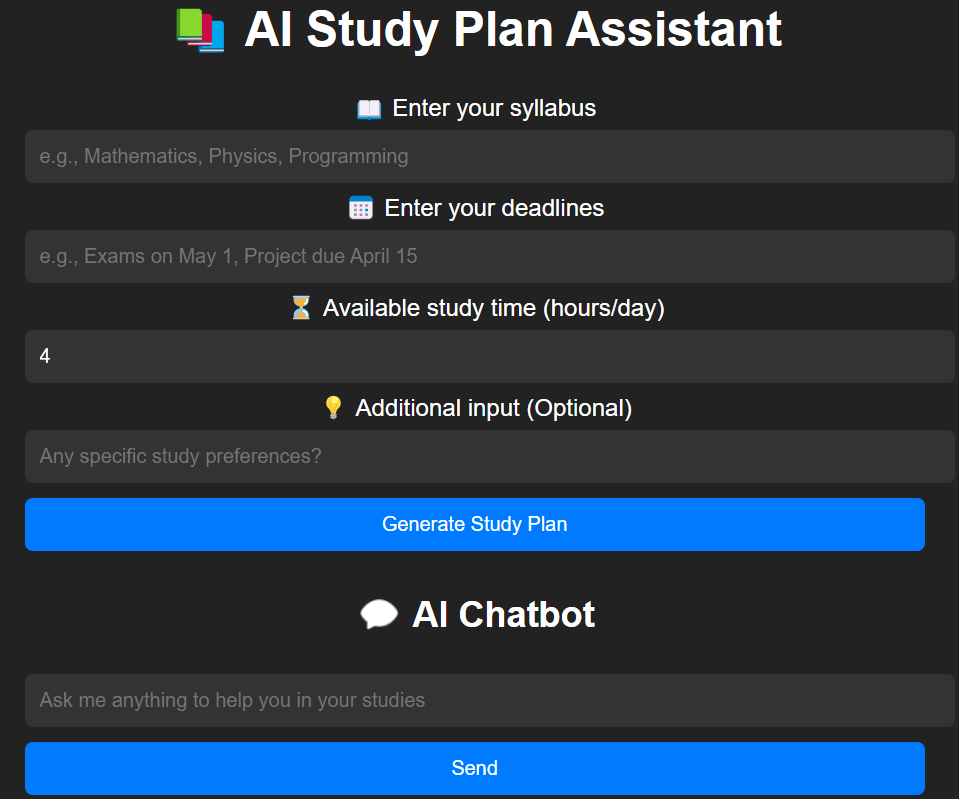 AI Study Plan Assistant
Enter your syllabus
e.g., Mathematics, Physics, Programming
Enter your deadlines
e.g., Exams on May 1, Project due April 15
Available study time (hours/day)
4
Additional input (Optional)
Any specific study preferences?
Generate Study Plan
AI Chatbot
Ask me anything to help you in your studies
Send